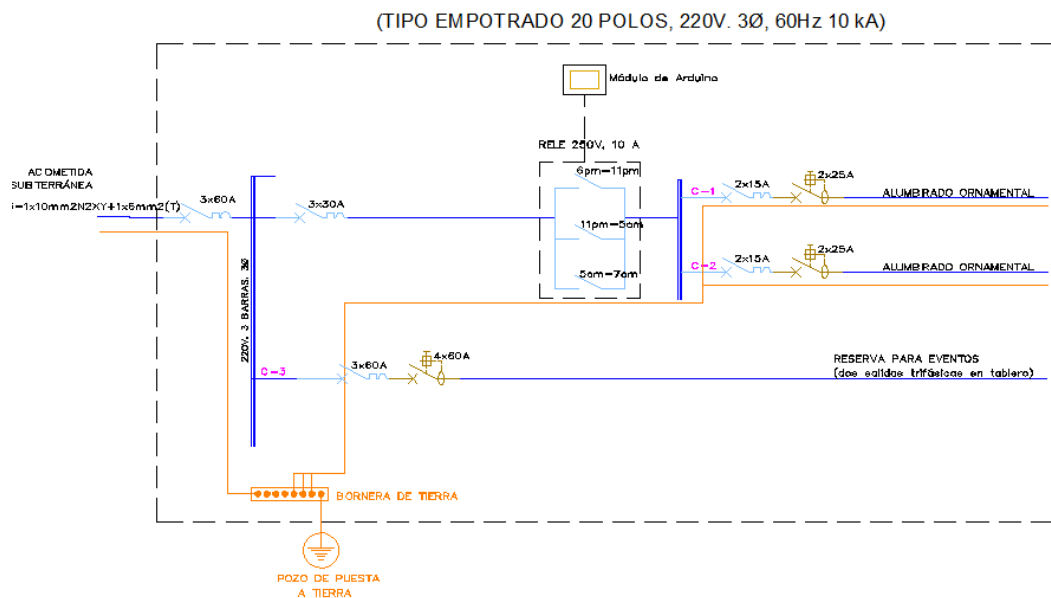 (TIPO EMPOTRADO 20 POLOS, 220V. 3Ø, 60Hz 10 kA)
Módulo de Arduino
RELE 250V, 10 A
6pm-11pm
11pm-5am
5am-7am
ACOMETIDA
SUBTERRÁNEA
-1x10mm2N2XY+1x6mm2(T)
3x60A
3x30A
220V. 3 BARRAS. 3Ø
C-1
2x15A
2x25A
ALUMBRADO ORNAMENTAL
C-2
2x15A
2x25A
ALUMBRADO ORNAMENTAL
C-3
3x60A
4x60A
RESERVA PARA EVENTOS
(dos salidas trifásicas en tablero)
BORNERA DE TIERRA
POZO DE PUESTA
A TIERRA